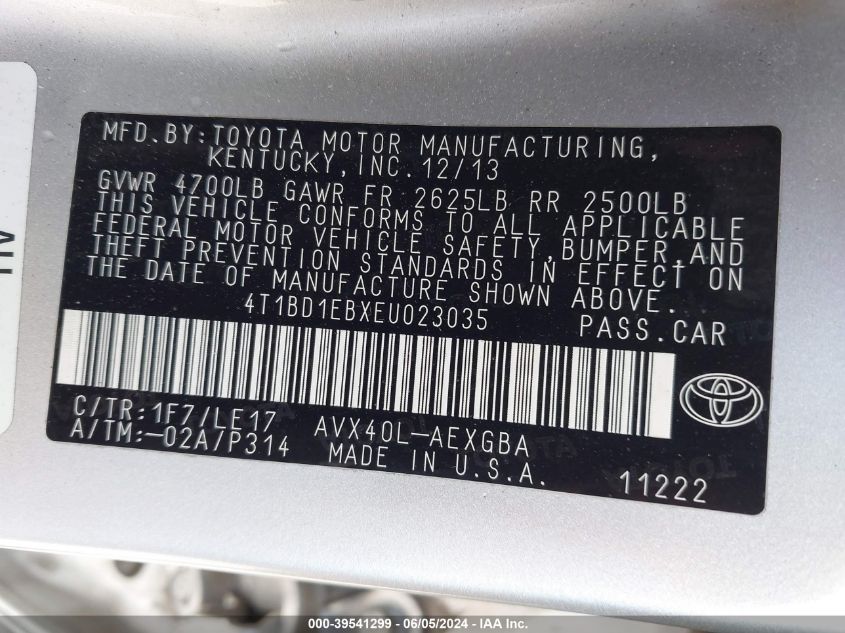 MFD.BY:TOYOTA MOTOR MANUFACTURING,
KENTUCKY,INC.12/13
GVWR 4700LB GAWR FR 2625LB RR 2500LB
THIS VEHICLE CONFORMS TO ALL APPLICABLE
FEDERAL MOTOR VEHICLE SAFETY,BUMPER,AND
THEFT PREVENTION STANDARDS IN EFFECT ON
THE DATE OF MANUFACTURE SHOWN ABOVE.
4T1BD1EBXEU023035 PASS.CAR
C/TR:1F7/LE17 AVX40L-AEXGBA
A/TM:-02A/P314 MADE IN U.S.A.
11222
000-39541299 - 06/05/2024 - IAA Inc.